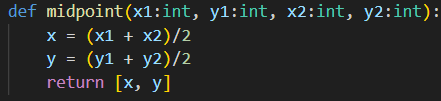 def midpoint(x1:int, y1:int, x2:int, y2:int):
    x = (x1 + x2)/2
    y = (y1 + y2)/2
    return [x, y]